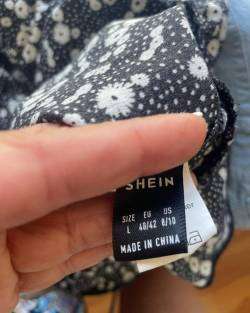 SHEIN
SIZE EU US
L 40/42 8/10
MADE IN CHINA